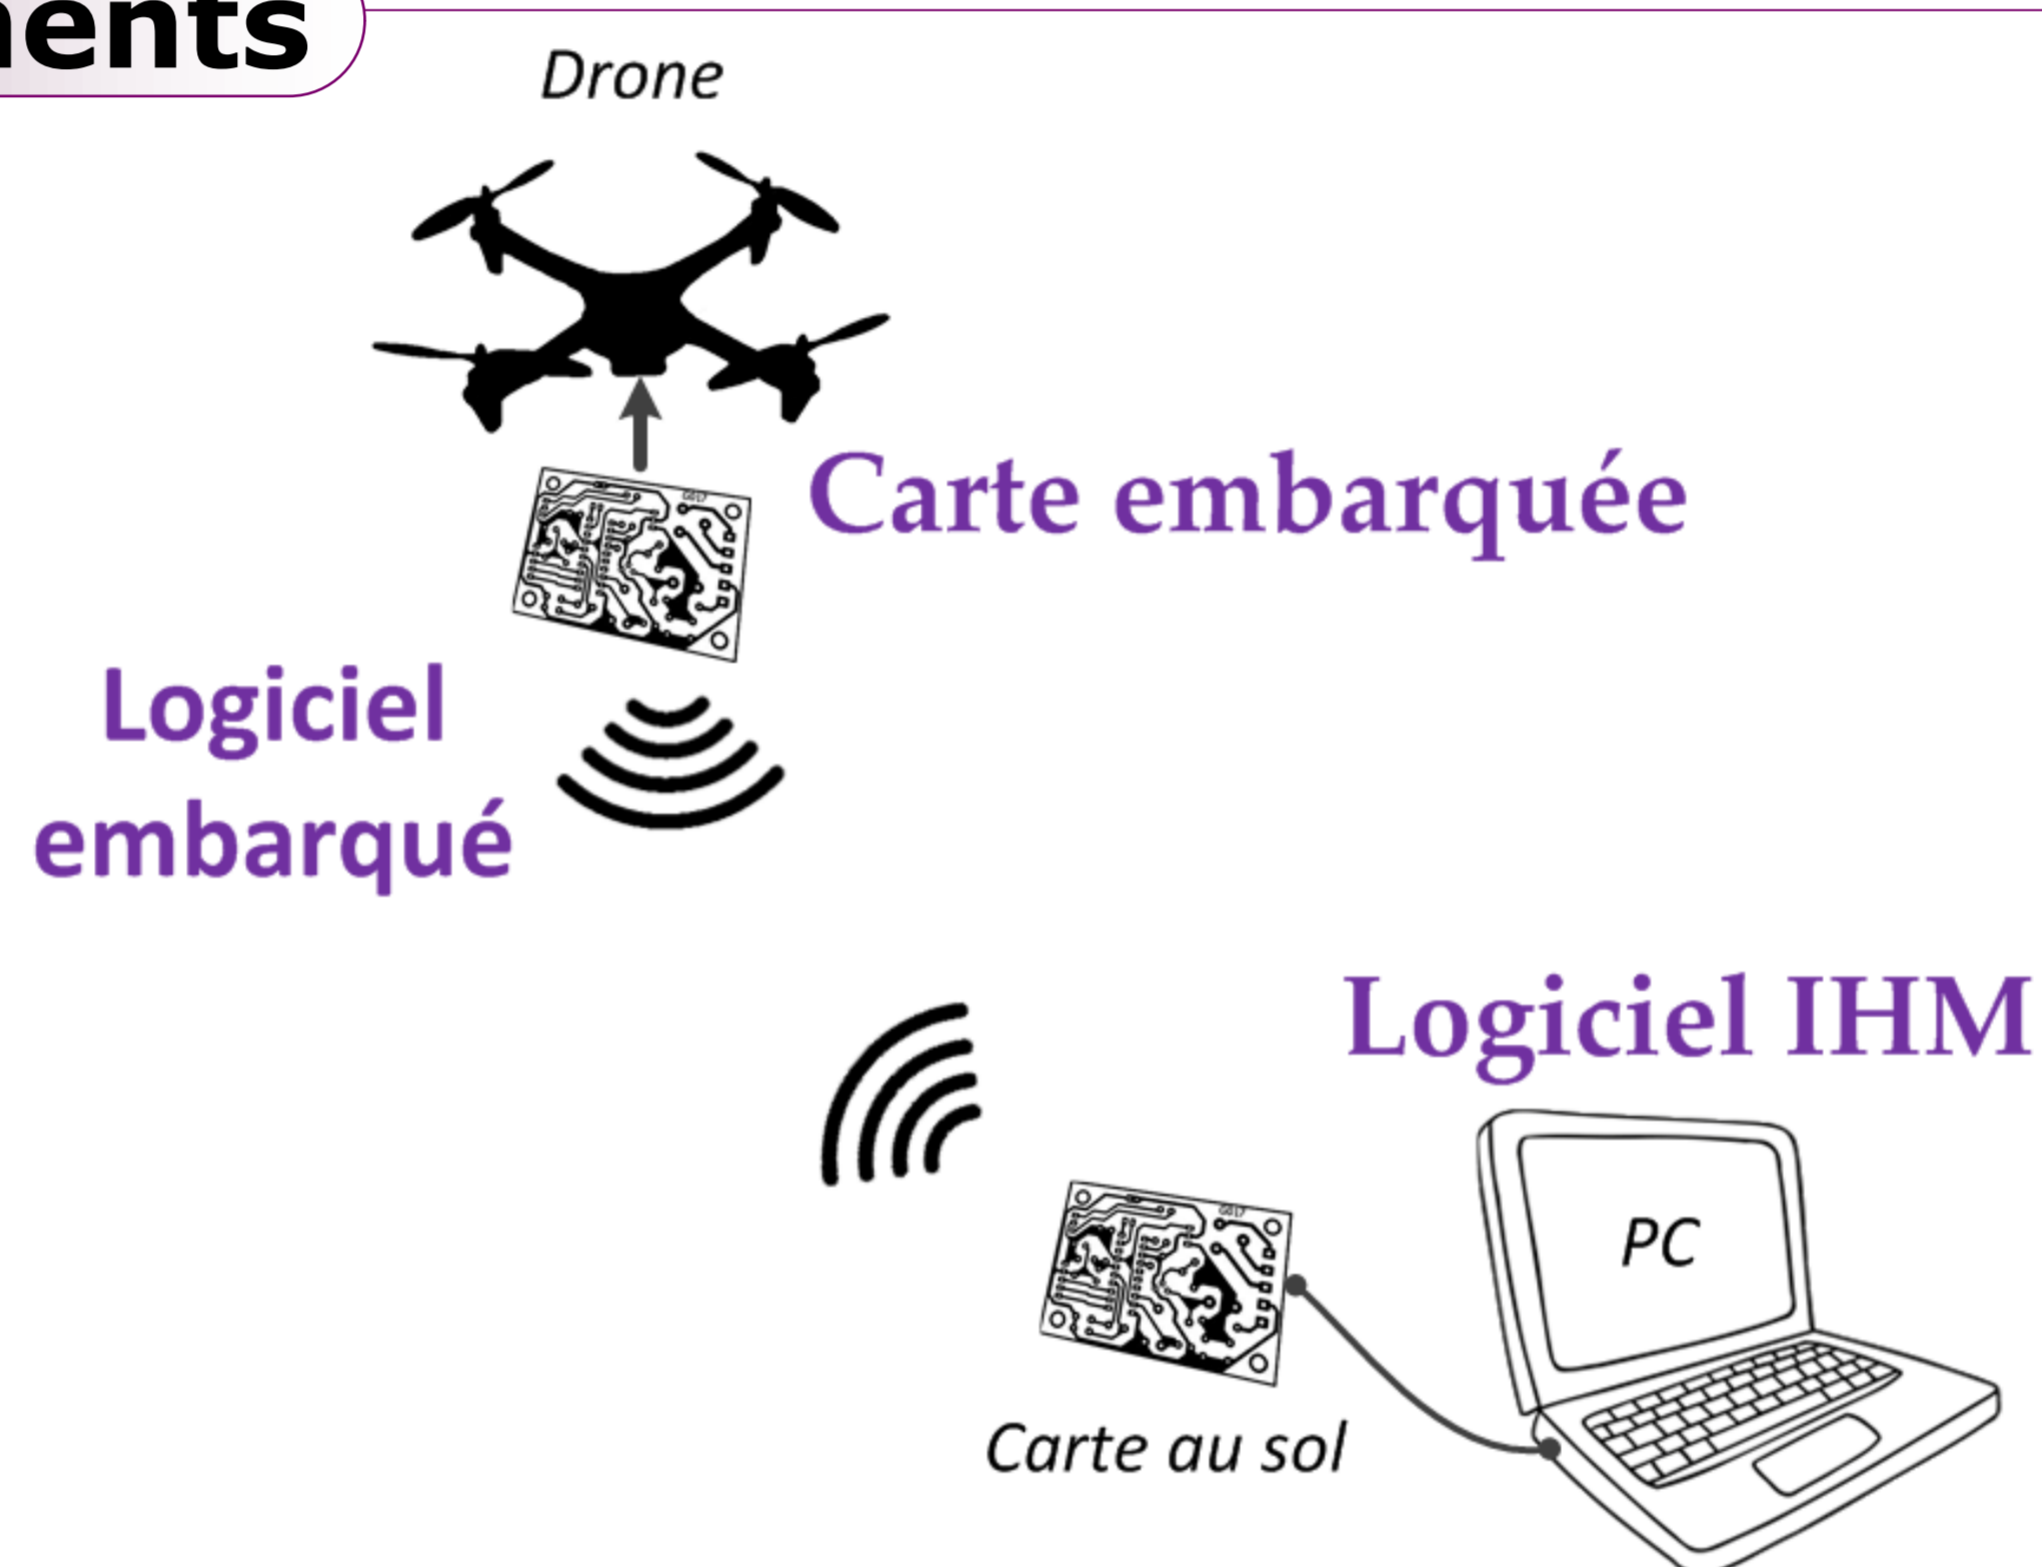 ents
Drone
Carte embarquée
Logiciel
embarqué
Logiciel IHM
PC
Carte au sol